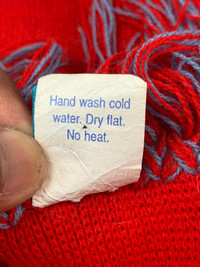 Hand wash cold
water. Dry flat.
No heat.